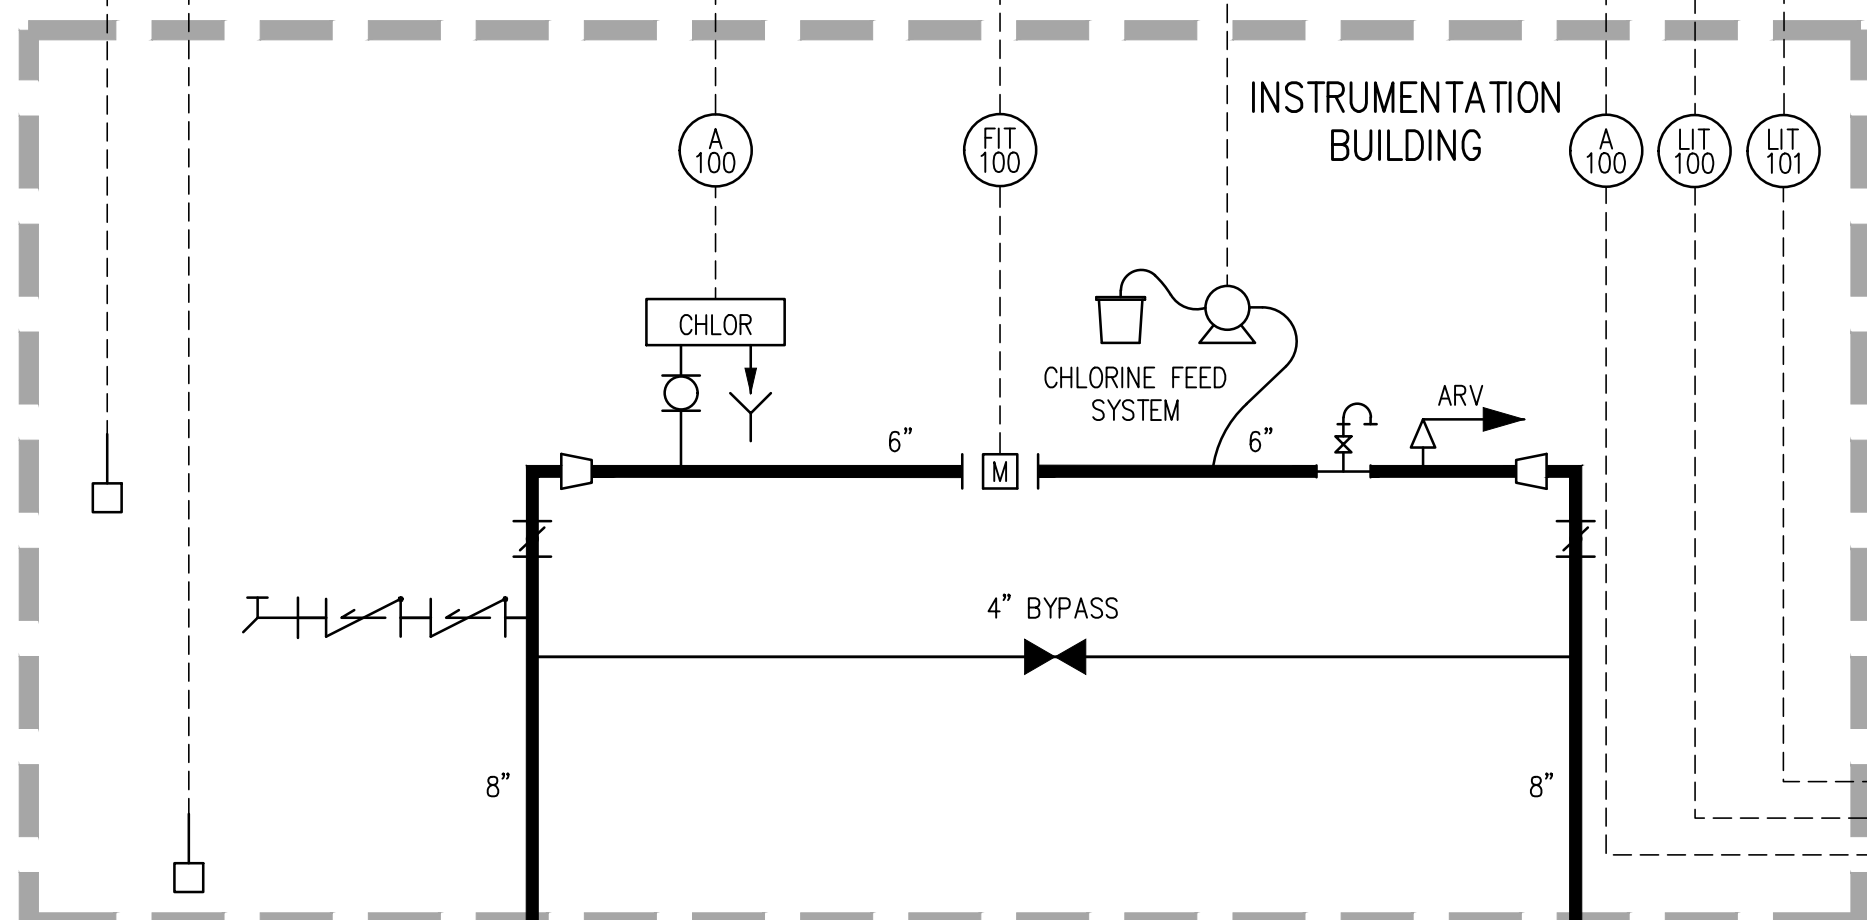 INSTRUMENTATION
BUILDING
A
100
FIT
100
A
100
LIT
100
LIT
101
CHLOR
CHLORINE FEED
SYSTEM
ARV
6”
6”
M
4” BYPASS
8”
8”